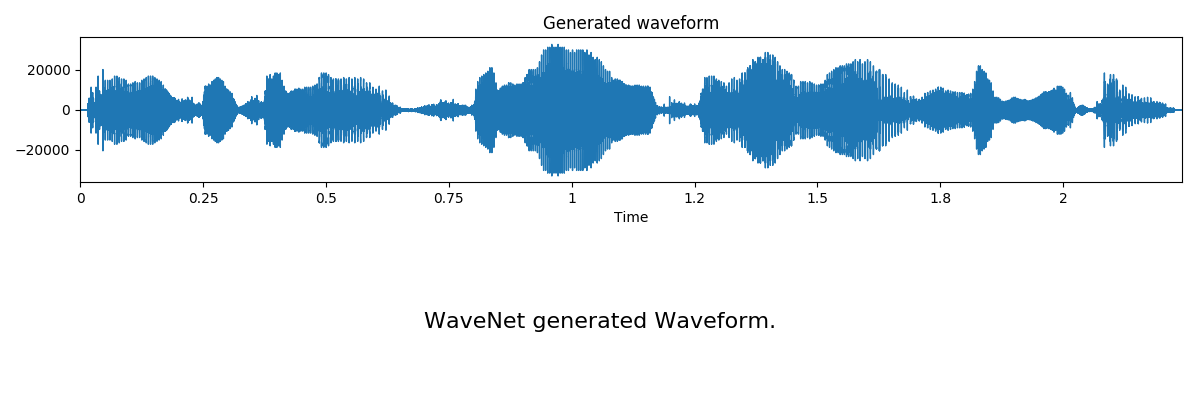 Generated waveform
20000
0
−20000
0 0.25 0.5 0.75 1 1.2 1.5 1.8 2
Time
WaveNet generated Waveform.